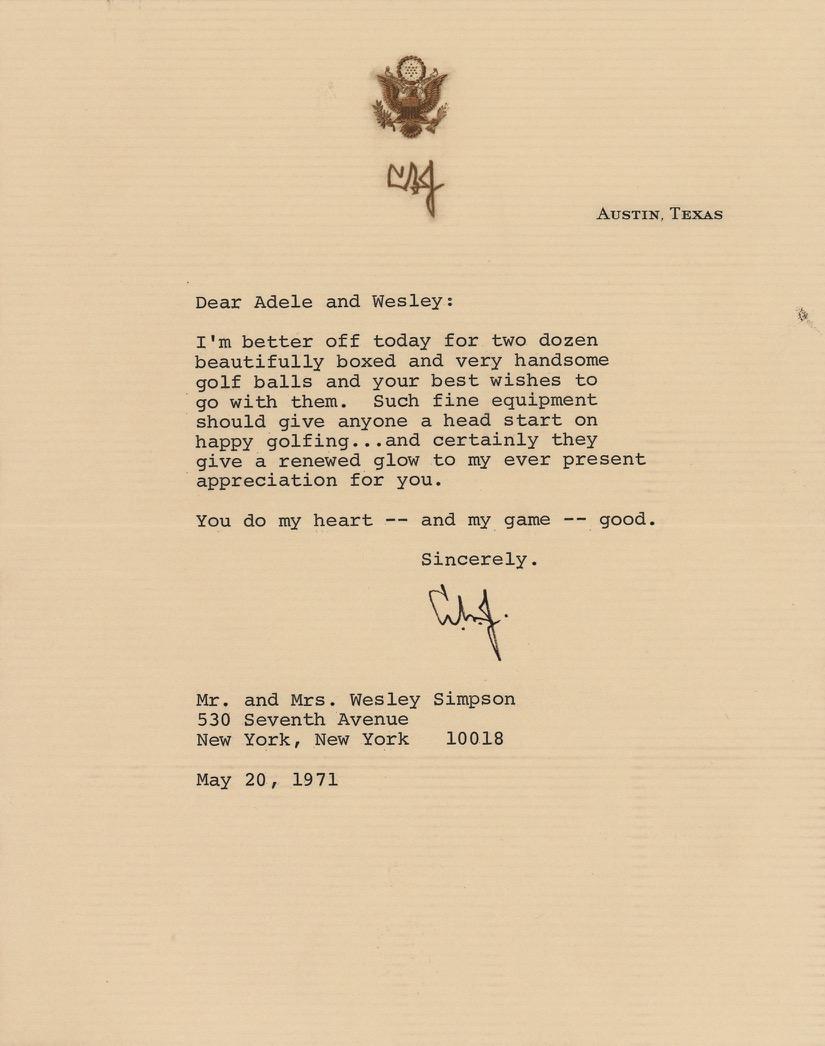 LBJ
AUSTIN, TEXAS
Dear Adele and Wesley:
I'm better off today for two dozen
beautifully boxed and very handsome
golf balls and your best wishes to
go with them. Such fine equipment
should give anyone a head start on
happy golfing...and certainly they
give a renewed glow to my ever present
appreciation for you.
You do my heart -- and my game -- good.
Sincerely.
L.B.J.
Mr. and Mrs. Wesley Simpson
530 Seventh Avenue
New York, New York 10018
May 20, 1971